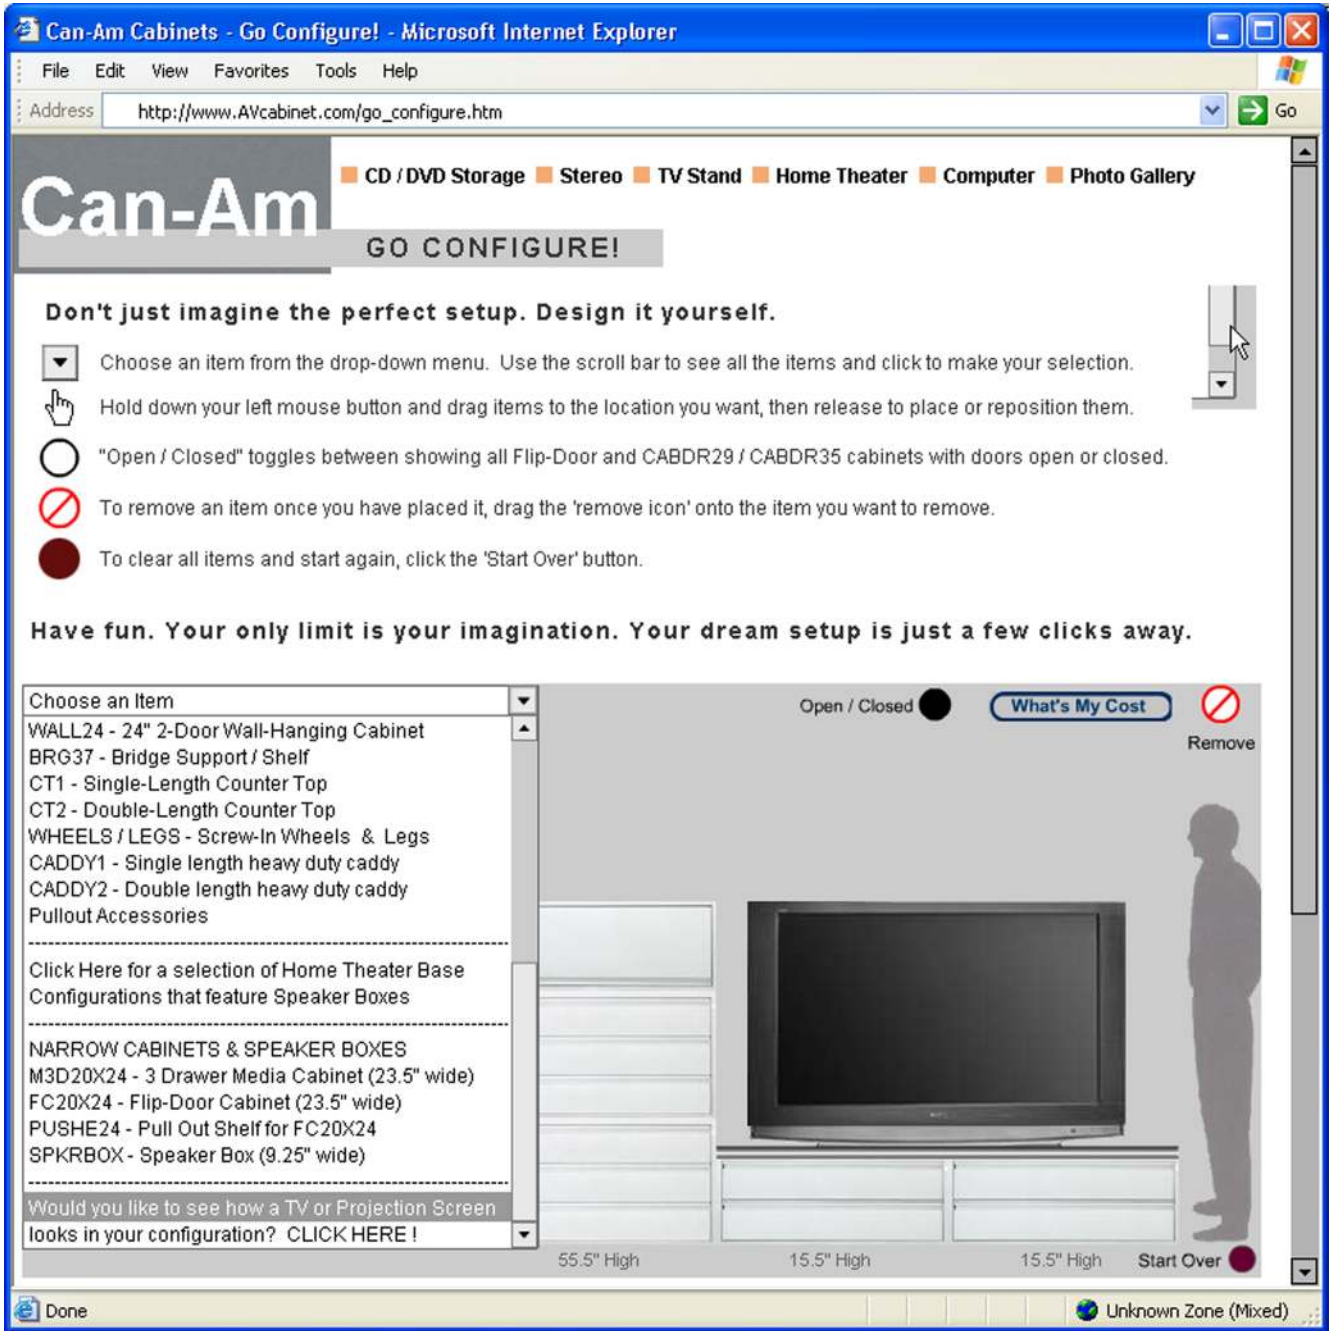 Can-Am Cabinets - Go Configure! - Microsoft Internet Explorer
File Edit View Favorites Tools Help
Address http://www.AVcabinet.com/go_configure.htm Go
Can-Am
CD / DVD Storage Stereo TV Stand Home Theater Computer Photo Gallery
GO CONFIGURE!
Don't just imagine the perfect setup. Design it yourself.
Choose an item from the drop-down menu. Use the scroll bar to see all the items and click to make your selection.
Hold down your left mouse button and drag items to the location you want, then release to place or reposition them.
"Open / Closed" toggles between showing all Flip-Door and CABDR29 / CABDR35 cabinets with doors open or closed.
To remove an item once you have placed it, drag the 'remove icon' onto the item you want to remove.
To clear all items and start again, click the 'Start Over' button.
Have fun. Your only limit is your imagination. Your dream setup is just a few clicks away.
Choose an Item
Open / Closed
What's My Cost
Remove
WALL24 - 24" 2-Door Wall-Hanging Cabinet
BRG37 - Bridge Support / Shelf
CT1 - Single-Length Counter Top
CT2 - Double-Length Counter Top
WHEELS / LEGS - Screw-In Wheels & Legs
CADDY1 - Single length heavy duty caddy
CADDY2 - Double length heavy duty caddy
Pullout Accessories
Click Here for a selection of Home Theater Base
Configurations that feature Speaker Boxes
NARROW CABINETS & SPEAKER BOXES
M3D20X24 - 3 Drawer Media Cabinet (23.5" wide)
FC20X24 - Flip-Door Cabinet (23.5" wide)
PUSHE24 - Pull Out Shelf for FC20X24
SPKRBOX - Speaker Box (9.25" wide)
Would you like to see how a TV or Projection Screen
looks in your configuration? CLICK HERE !
55.5" High 15.5" High 15.5" High Start Over
Done Unknown Zone (Mixed)